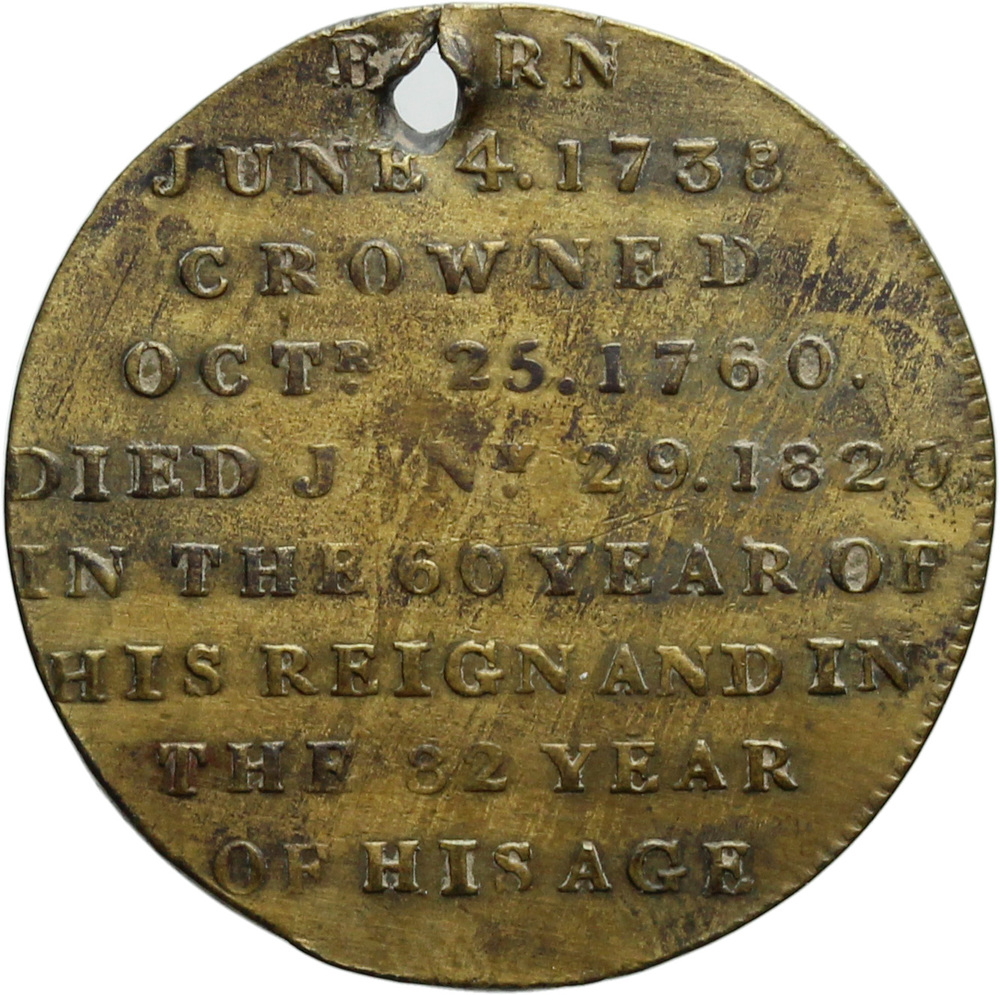 BORN
JUNE 4. 1738
CROWNED
OCTR 25. 1760.
DIED JANY. 29. 1820.
IN THE 60 YEAR OF
HIS REIGN AND IN
THE 82 YEAR
OF HIS AGE